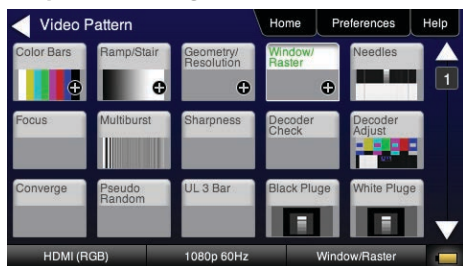 Video Pattern
Home
Preferences
Help
Color Bars
Ramp/Stair
Geometry/
Resolution
Window/
Raster
Needles
1
Focus
Multiburst
Sharpness
Decoder
Check
Decoder
Adjust
Converge
Pseudo
Random
UL 3 Bar
Black Pluge
White Pluge
HDMI (RGB)
1080p 60Hz
Window/Raster